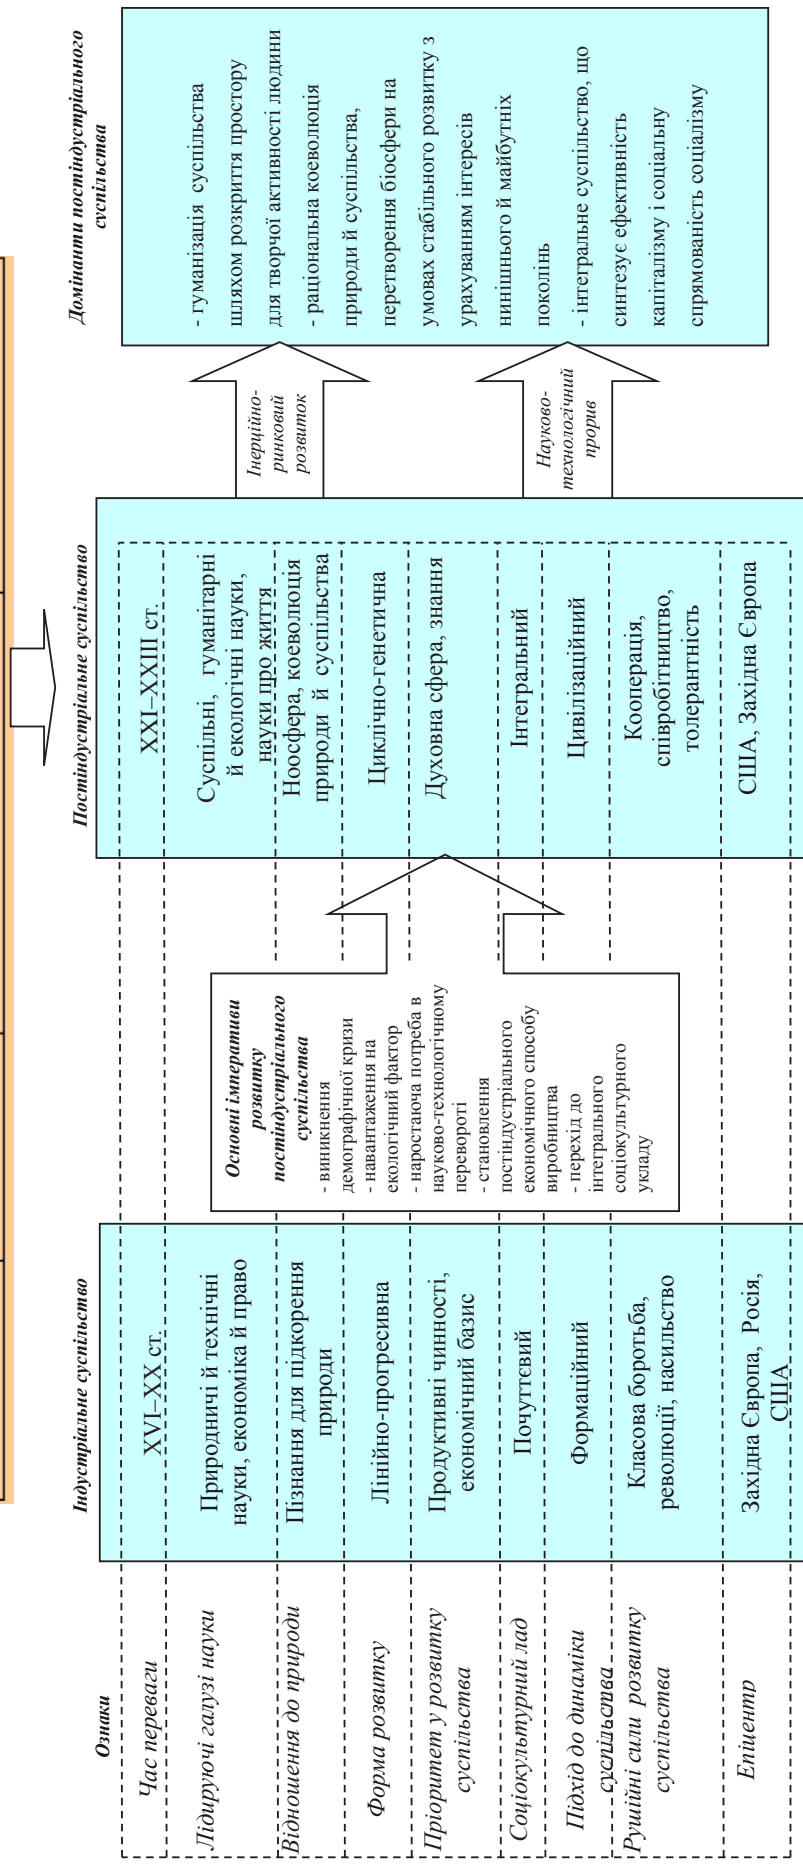 Ознаки
Час переваги
Лідируючі галузі науки
Відношення до природи
Форма розвитку
Пріоритет у розвитку
суспільства
Соціокультурний лад
Підхід до динаміки
суспільства
Рушійні сили розвитку
суспільства
Епіцентр
Індустріальне суспільство
XVI–XX ст.
Природничі й технічні
науки, економіка й право
Пізнання для підкорення
природи
Лінійно-прогресивна
Продуктивні чинності,
економічний базис
Почуттєвий
Формаційний
Класова боротьба,
революції, насильство
Західна Європа, Росія,
США
Основні імперативи
розвитку
постіндустріального
суспільства
- виникнення
демографічної кризи
- навантаження на
екологічний фактор
- наростаюча потреба в
науково-технологічному
перевороті
- становлення
постіндустріального
економічного способу
виробництва
- перехід до
інтегрального
соціокультурного
укладу
Постіндустріальне суспільство
XXI–XXIII ст.
Суспільні, гуманітарні
й екологічні науки,
науки про життя
Ноосфера, коеволюція
природи й суспільства
Циклічно-генетична
Духовна сфера, знання
Інтегральний
Цивілізаційний
Кооперація,
співробітництво,
толерантність
США, Західна Європа
Інерційно-
ринковий
розвиток
Науково-
технологічний
прорив
Домінанти постіндустріального
суспільства
- гуманізація суспільства
шляхом розкриття простору
для творчої активності людини
- раціональна коеволюція
природи й суспільства,
перетворення біосфери на
умовах стабільного розвитку з
урахуванням інтересів
нинішнього й майбутніх
поколінь
- інтегральне суспільство, що
синтезує ефективність
капіталізму і соціальну
спрямованість соціалізму